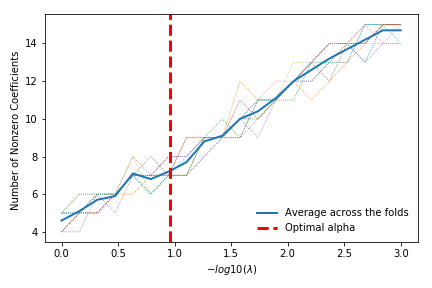 14
12
10
8
6
4
Number of Nonzero Coefficients
0.0 0.5 1.0 1.5 2.0 2.5 3.0
−log10(λ)
Average across the folds
Optimal alpha